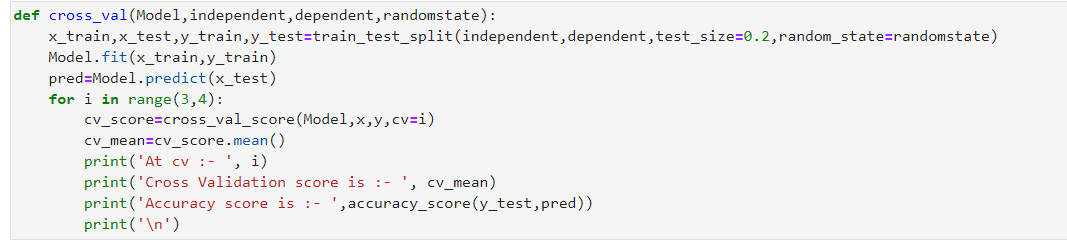 def cross_val(Model,independent,dependent,randomstate):
    x_train,x_test,y_train,y_test=train_test_split(independent,dependent,test_size=0.2,random_state=randomstate)
    Model.fit(x_train,y_train)
    pred=Model.predict(x_test)
    for i in range(3,4):
        cv_score=cross_val_score(Model,x,y,cv=i)
        cv_mean=cv_score.mean()
        print('At cv :- ', i)
        print('Cross Validation score is :- ', cv_mean)
        print('Accuracy score is :- ',accuracy_score(y_test,pred))
        print('\n')